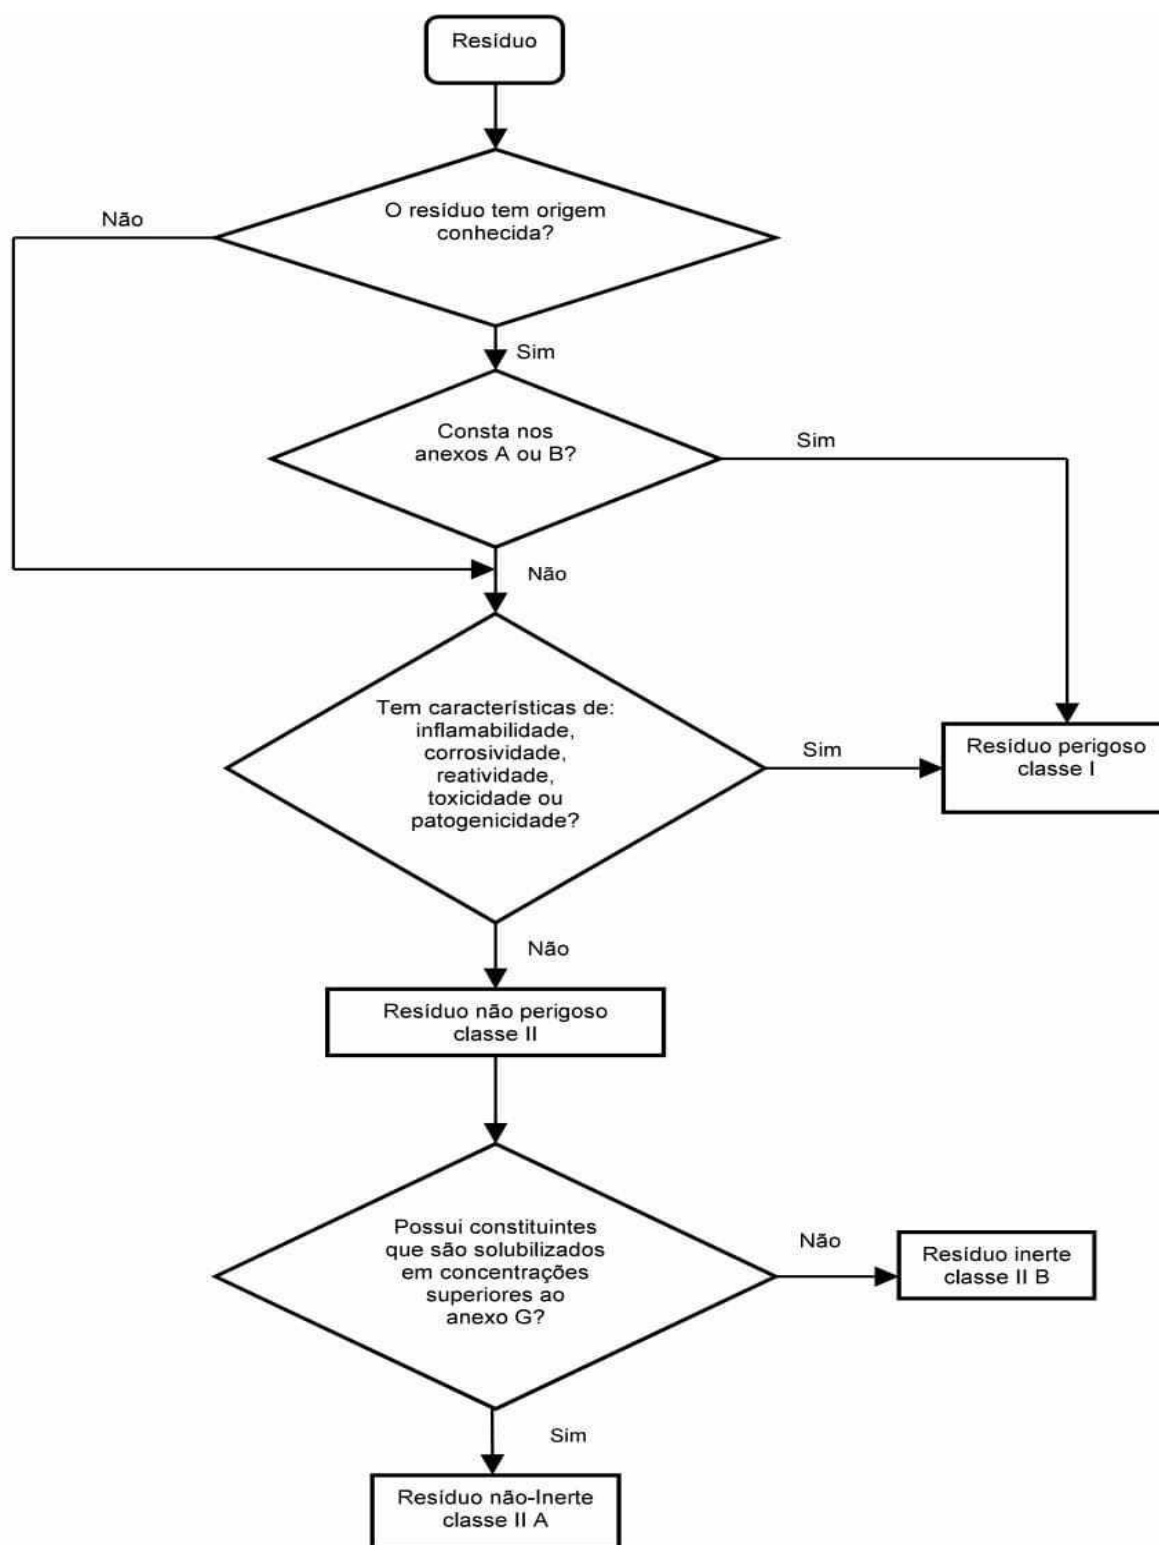 Resíduo
O resíduo tem origem
conhecida?
Não
Sim
Consta nos
anexos A ou B?
Sim
Não
Tem características de:
inflamabilidade,
corrosividade,
reatividade,
toxicidade ou
patogenicidade?
Sim
Resíduo perigoso
classe I
Não
Resíduo não perigoso
classe II
Possui constituintes
que são solubilizados
em concentrações
superiores ao
anexo G?
Não
Resíduo inerte
classe II B
Sim
Resíduo não-Inerte
classe II A